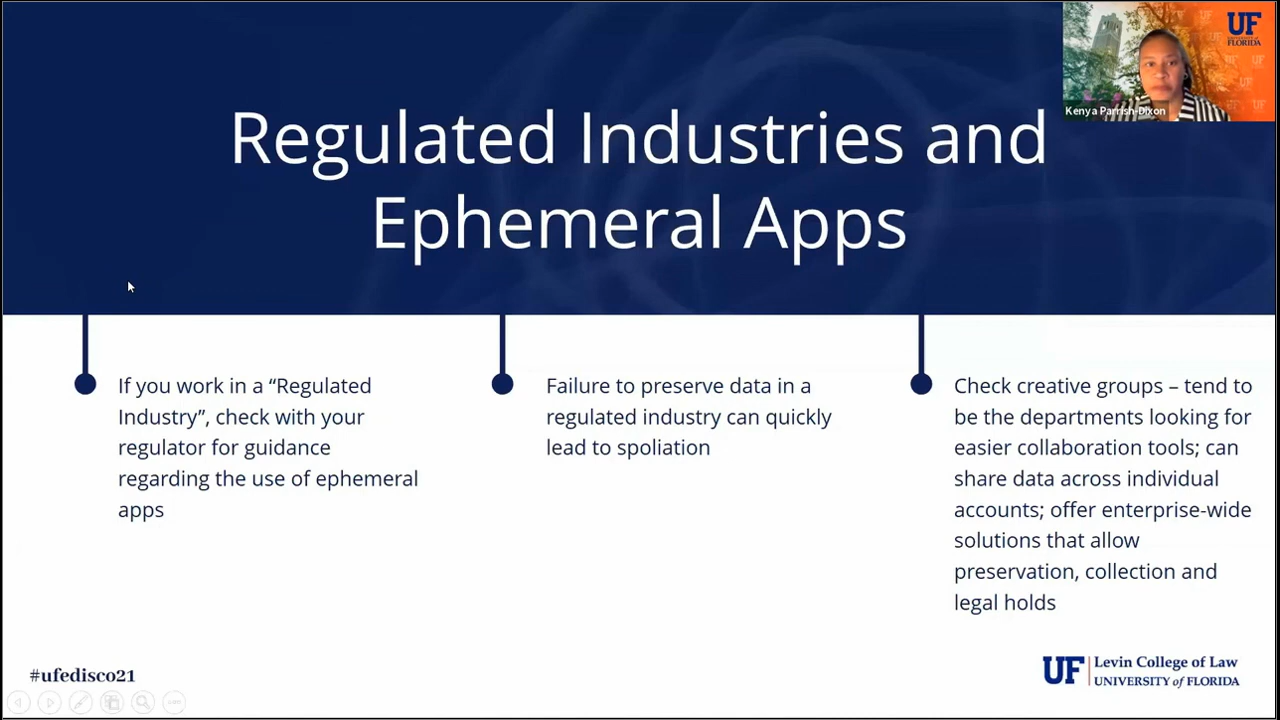 UF
UNIVERSITY of
FLORIDA
Kenya Parrish-Dixon
Regulated Industries and
Ephemeral Apps
If you work in a “Regulated
Industry”, check with your
regulator for guidance
regarding the use of ephemeral
apps
Failure to preserve data in a
regulated industry can quickly
lead to spoliation
Check creative groups – tend to
be the departments looking for
easier collaboration tools; can
share data across individual
accounts; offer enterprise-wide
solutions that allow
preservation, collection and
legal holds
#ufedisco21
UF Levin College of Law
UNIVERSITY of FLORIDA